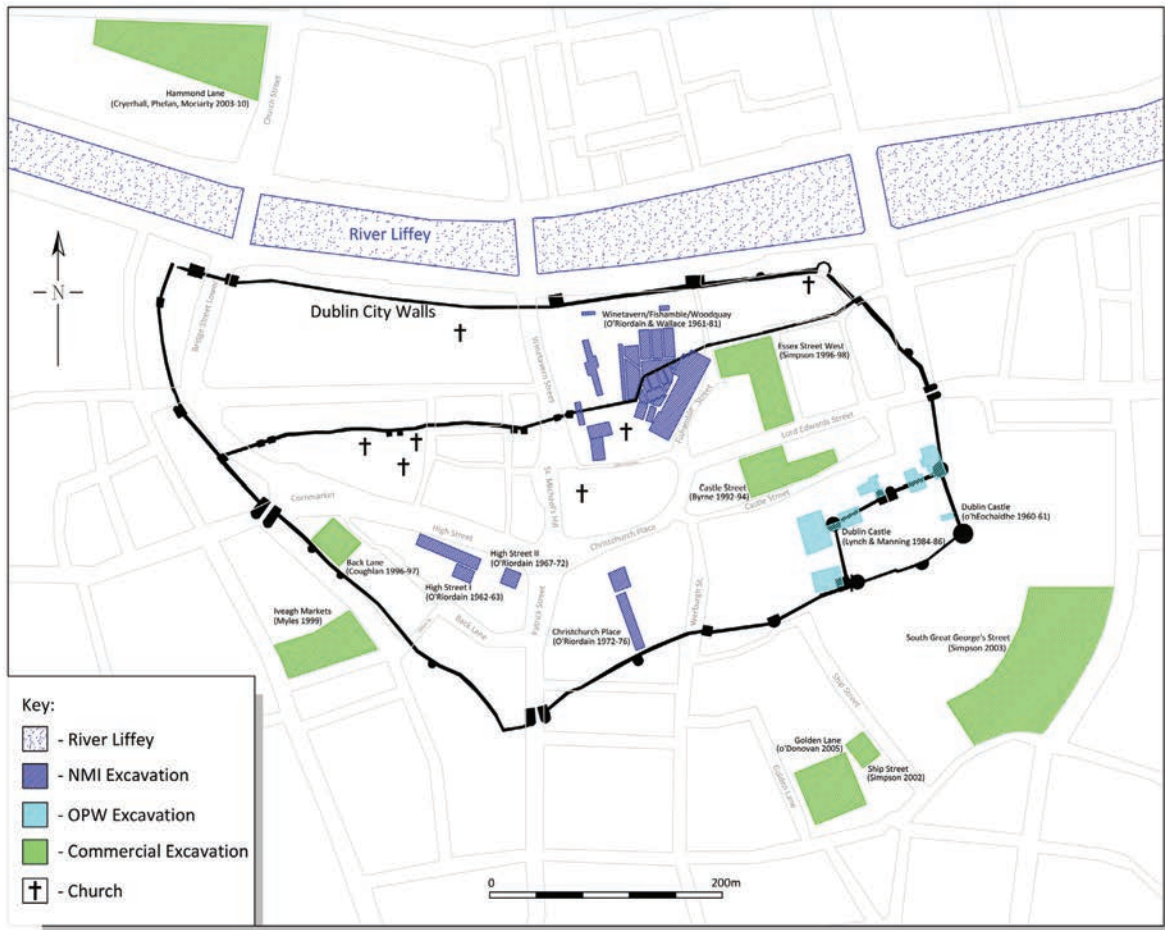 Hammond Lane
(Cryerhall, Phelan, Moriarty 2003-10)
Church Street
River Liffey
N
Bridge Street Lower
Dublin City Walls
Winetavern Street
Winetavern/Fishamble/Woodquay
(O'Riordain & Wallace 1961-81)
Essex Street West
(Simpson 1996-98)
Fishamble Street
Lord Edwards Street
Castle Street
(Byrne 1992-94)
Castle Street
Cornmarket
St. Micheal's Hill
High Street
Christchurch Place
Dublin Castle
(o'hEochaidhe 1960-61)
Dublin Castle
(Lynch & Manning 1984-86)
Back Lane
(Coughlan 1996-97)
High Street II
(O'Riordain 1967-72)
High Street I
(O'Riordain 1962-63)
Iveagh Markets
(Myles 1999)
Back Lane
Patrick Street
Christchurch Place
(O'Riordain 1972-76)
Werburgh St.
South Great George's Street
(Simpson 2003)
Ship Street
Golden Lane
(o'Donovan 2005)
Ship Street
(Simpson 2002)
Golden Lane
Key:
- River Liffey
- NMI Excavation
- OPW Excavation
- Commercial Excavation
- Church
0
200m